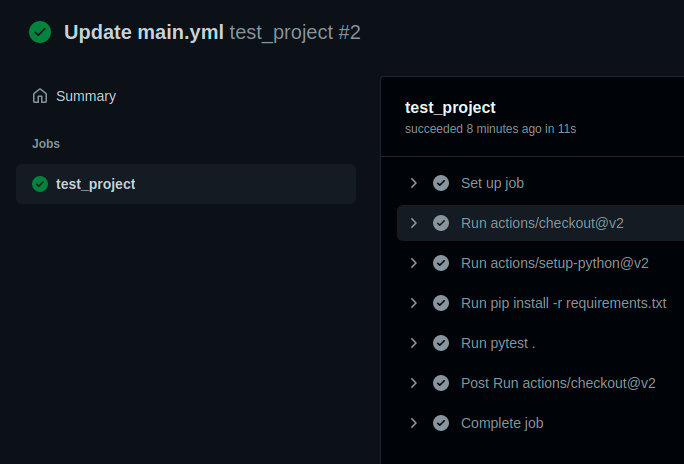 Update main.yml test_project #2
Summary
Jobs
test_project
test_project
succeeded 8 minutes ago in 11s
Set up job
Run actions/checkout@v2
Run actions/setup-python@v2
Run pip install -r requirements.txt
Run pytest .
Post Run actions/checkout@v2
Complete job